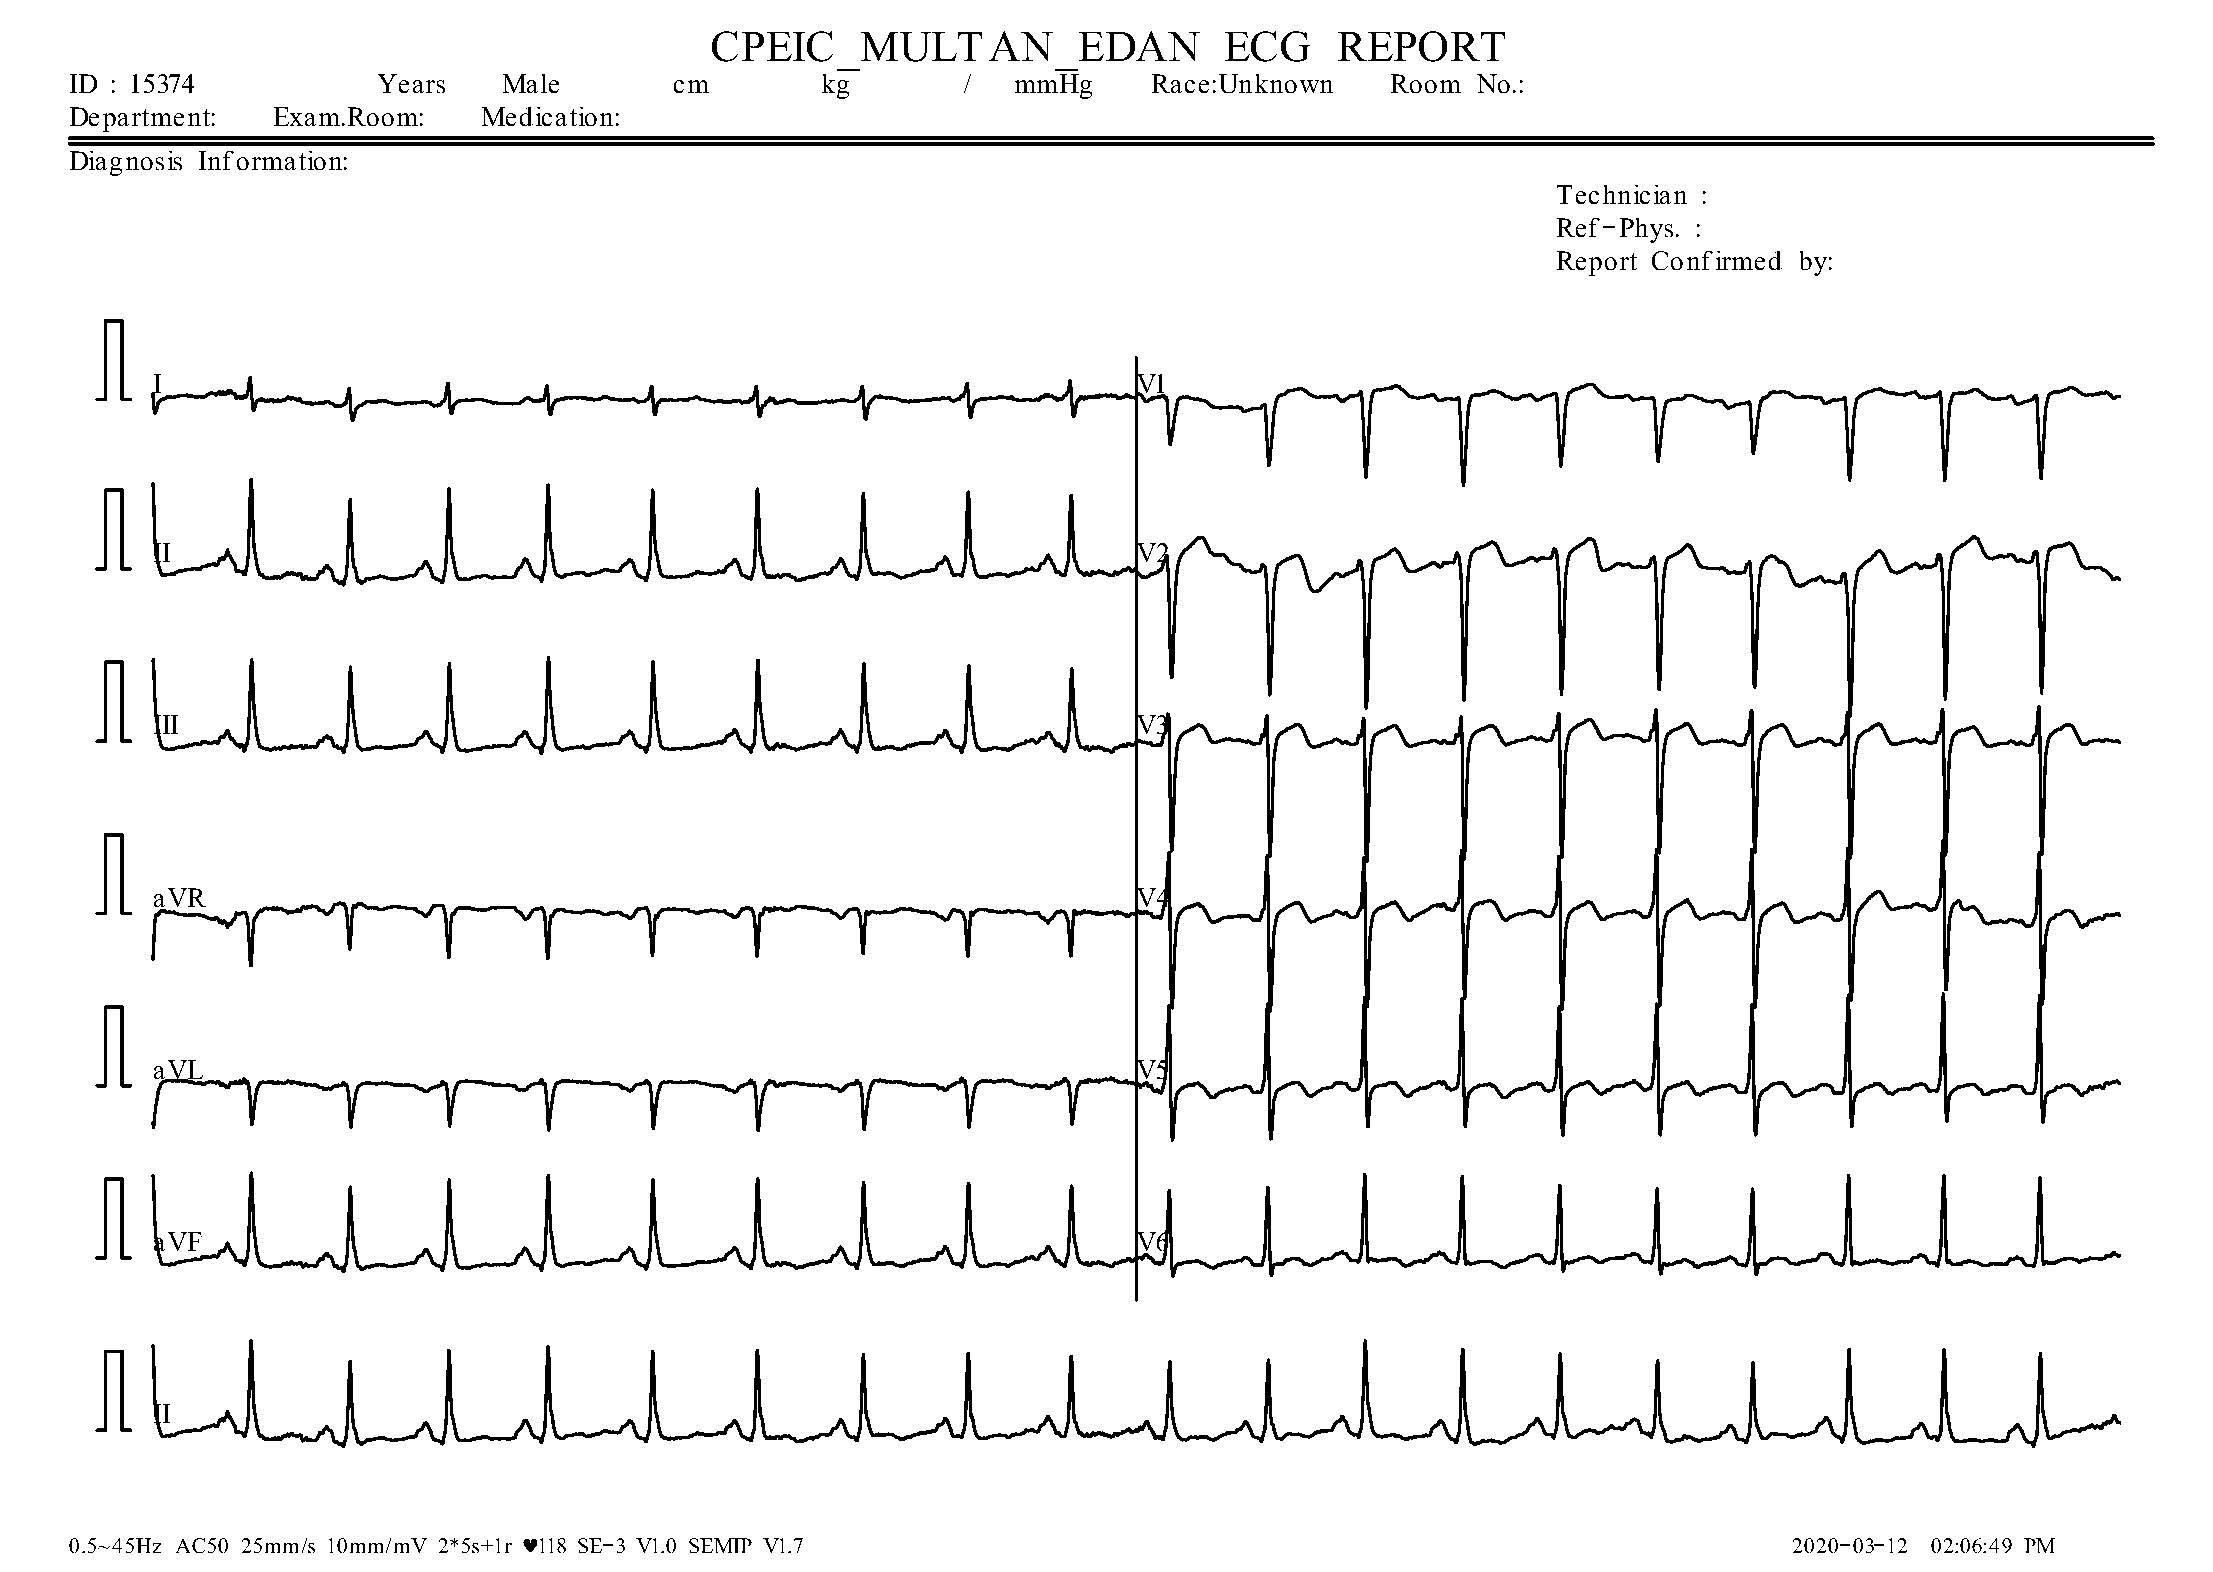 CPEIC_MULTAN_EDAN ECG REPORT
ID : 15374 Years Male cm kg / mmHg Race:Unknown Room No.:
Department: Exam.Room: Medication:
Diagnosis Information:
Technician :
Ref-Phys. :
Report Confirmed by:
I V1
II V2
III V3
aVR V4
aVL V5
aVF V6
II
0.5~45Hz AC50 25mm/s 10mm/mV 2*5s+1r ♥118 SE-3 V1.0 SEMIP V1.7 2020-03-12 02:06:49 PM